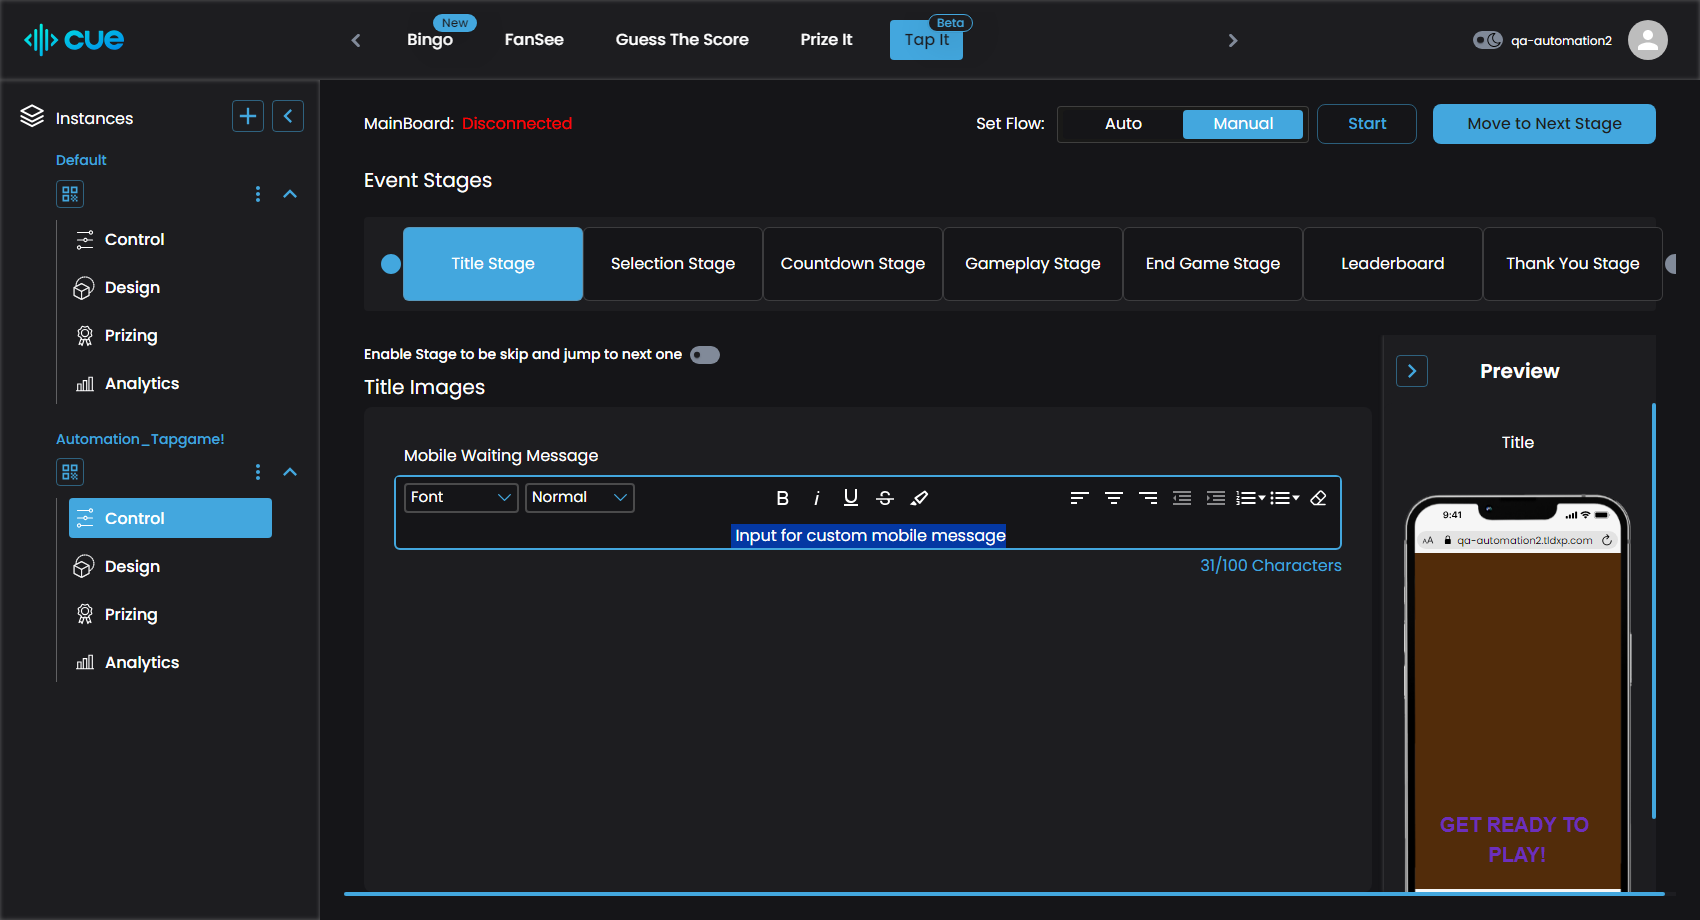 cue
New
Bingo
FanSee
Guess The Score
Prize It
Beta
Tap It
qa-automation2
Instances
Default
Control
Design
Prizing
Analytics
Automation_Tapgame!
Control
Design
Prizing
Analytics
MainBoard: Disconnected
Set Flow:
Auto
Manual
Start
Move to Next Stage
Event Stages
Title Stage
Selection Stage
Countdown Stage
Gameplay Stage
End Game Stage
Leaderboard
Thank You Stage
Enable Stage to be skip and jump to next one
Title Images
Mobile Waiting Message
Font
Normal
B
i
U
S
Input for custom mobile message
31/100 Characters
Preview
Title
9:41
AA
qa-automation2.tldxp.com
GET READY TO
PLAY!